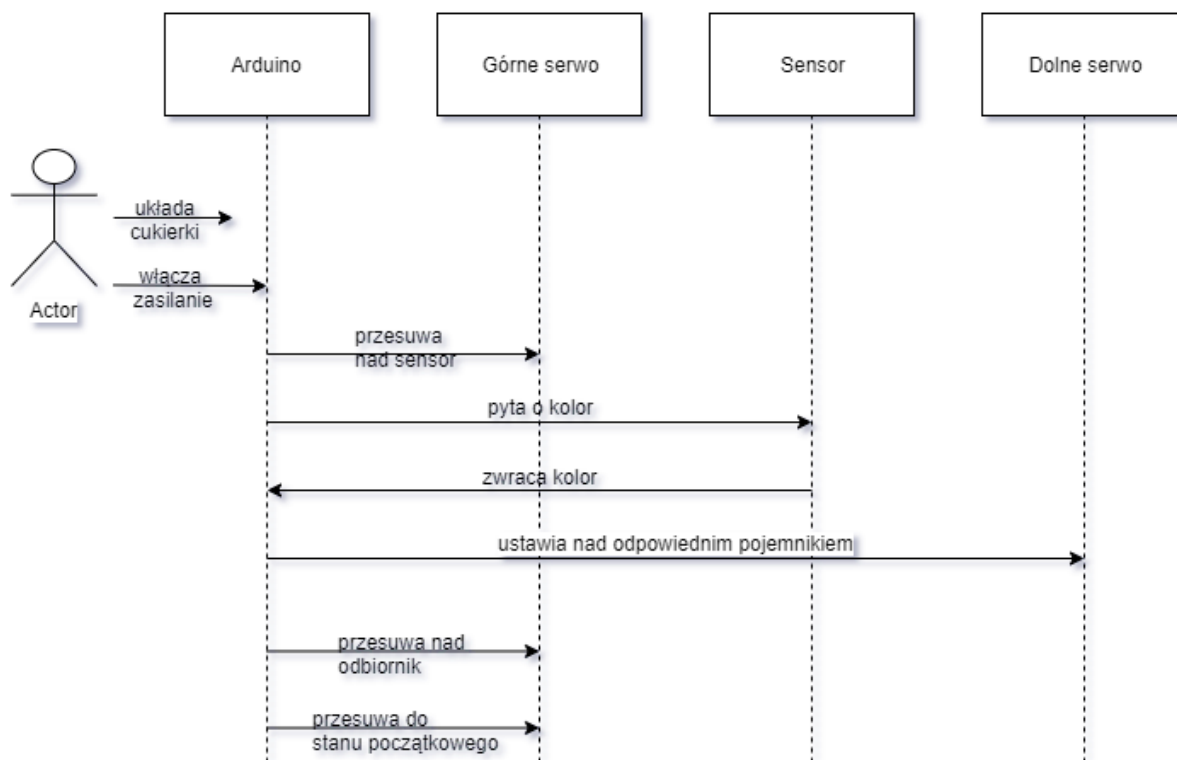 Arduino
Górne serwo
Sensor
Dolne serwo
układa
cukierki
włącza
zasilanie
Actor
przesuwa
nad sensor
pyta o kolor
zwraca kolor
ustawia nad odpowiednim pojemnikiem
przesuwa nad
odbiornik
przesuwa do
stanu początkowego